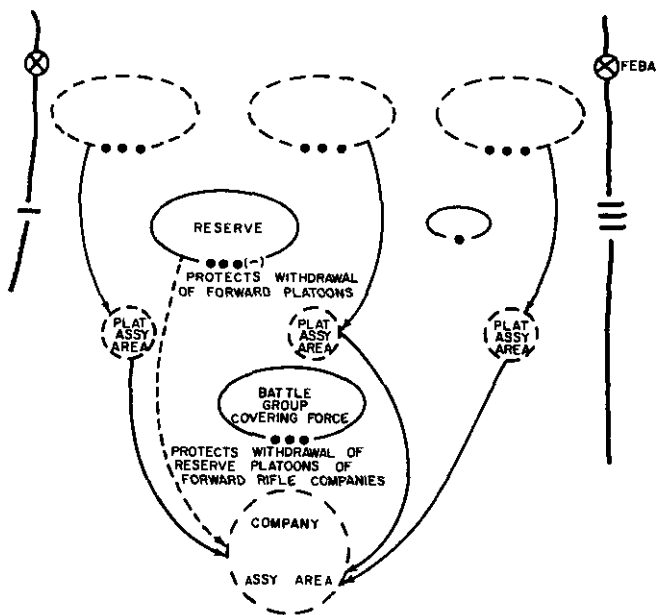 FEBA
RESERVE
(-)
PROTECTS WITHDRAWAL
OF FORWARD PLATOONS
PLAT
ASSY
AREA
PLAT
ASSY
AREA
PLAT
ASSY
AREA
BATTLE
GROUP
COVERING FORCE
PROTECTS WITHDRAWAL OF
RESERVE PLATOONS OF
FORWARD RIFLE COMPANIES
COMPANY
ASSY AREA